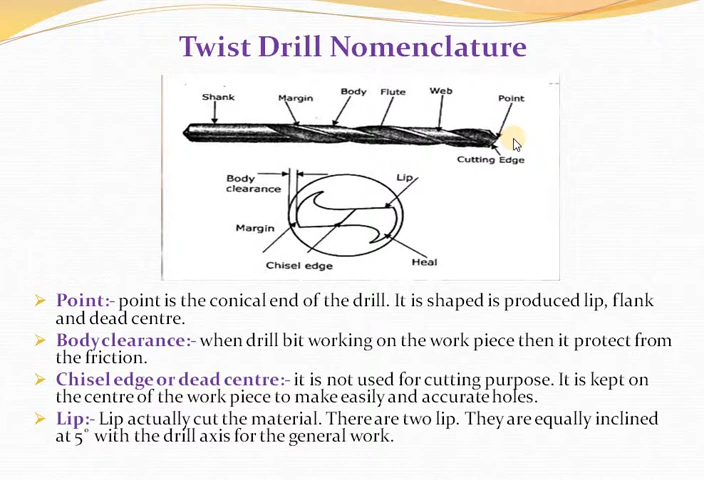 Twist Drill Nomenclature
Shank
Margin
Body
Flute
Web
Point
Cutting Edge
Body
clearance
Lip
Margin
Chisel edge
Heal
Point:- point is the conical end of the drill. It is shaped is produced lip, flank
and dead centre.
Body clearance:- when drill bit working on the work piece then it protect from
the friction.
Chisel edge or dead centre:- it is not used for cutting purpose. It is kept on
the centre of the work piece to make easily and accurate holes.
Lip:- Lip actually cut the material. There are two lip. They are equally inclined
at 5° with the drill axis for the general work.